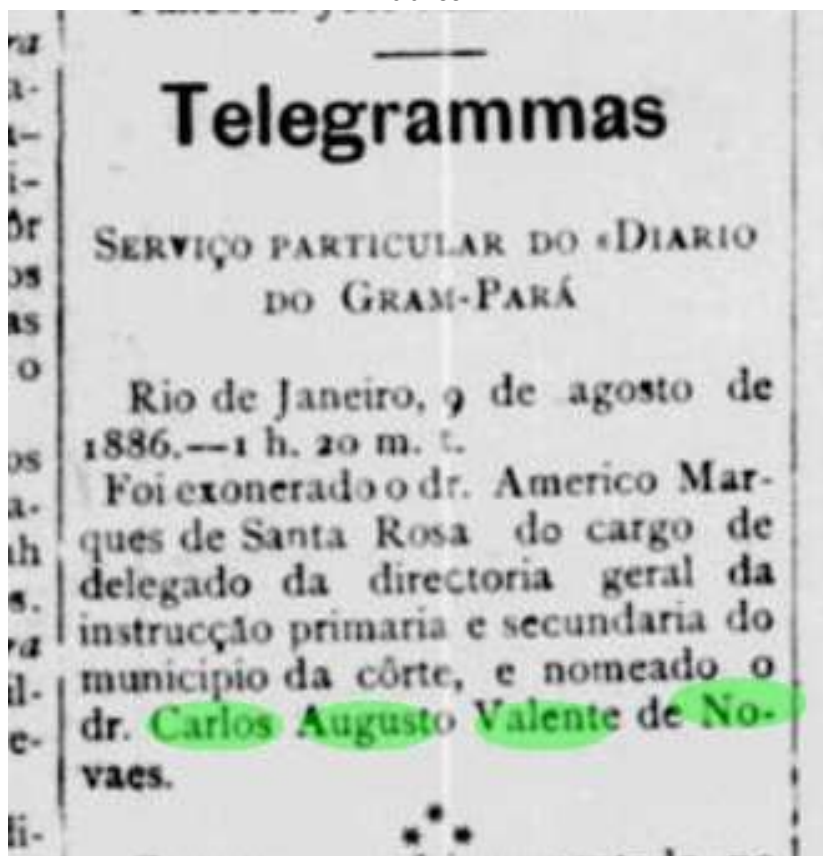 Telegrammas
SERVIÇO PARTICULAR DO «DIARIO
DO GRAM-PARÁ
Rio de Janeiro, 9 de agosto de
1886.—1 h. 20 m. t.
Foi exonerado o dr. Americo Mar-
ques de Santa Rosa do cargo de
delegado da directoria geral da
instrucção primaria e secundaria do
municipio da côrte, e nomeado o
dr. Carlos Augusto Valente de No-
vaes.